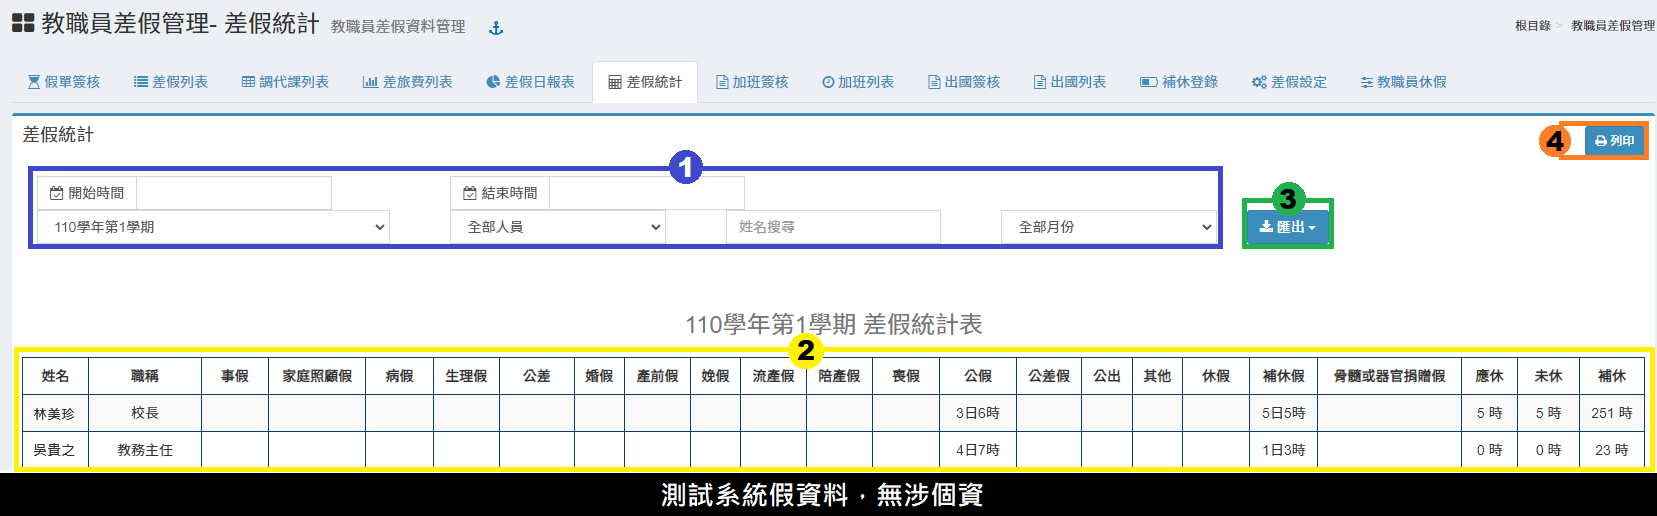 教職員差假管理- 差假統計 教職員差假資料管理
根目錄 > 教職員差假管理
假單簽核 差假列表 調代課列表 差旅費列表 差假日報表 差假統計 加班簽核 加班列表 出國簽核 出國列表 補休登錄 差假設定 教職員休假
差假統計
4 列印
1
開始時間 結束時間
3
110學年第1學期 全部人員 姓名搜尋 全部月份 匯出
110學年第1學期 差假統計表
2
姓名 職稱 事假 家庭照顧假 病假 生理假 公差 婚假 產前假 娩假 流產假 陪產假 喪假 公假 公差假 公出 其他 休假 補休假 骨髓或器官捐贈假 應休 未休 補休
林美珍 校長 3日6時 5日5時 5 時 5 時 251 時
吳貴之 教務主任 4日7時 1日3時 0 時 0 時 23 時
測試系統假資料，無涉個資